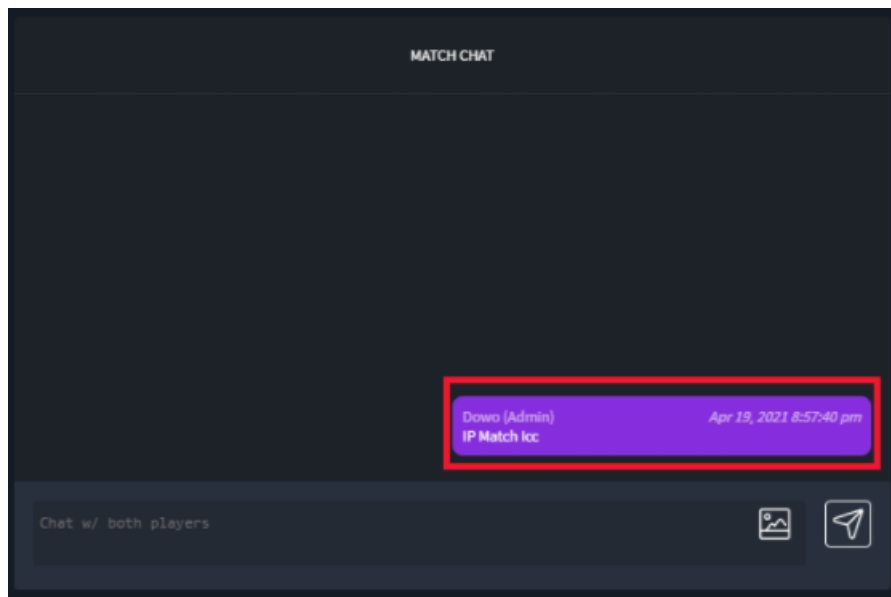 MATCH CHAT
Dowo (Admin)
Apr 19, 2021 8:57:40 pm
IP Match Icc
Chat w/ both players